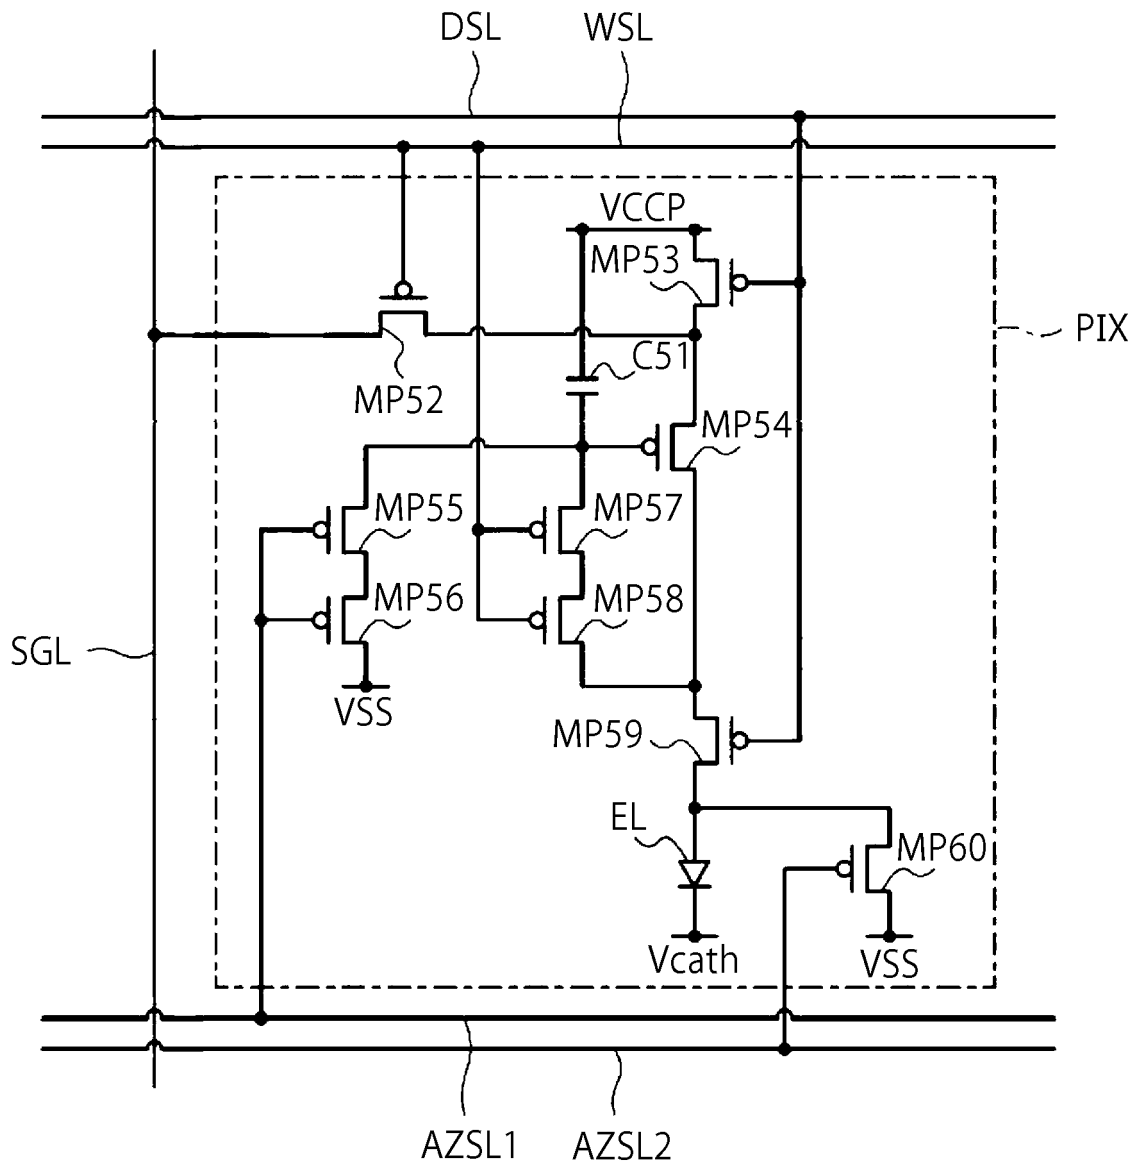 DSL WSL
VCCP
MP53
PIX
C51
MP52
MP54
MP55 MP57
MP56 MP58
SGL
VSS
MP59
EL
MP60
Vcath VSS
AZSL1 AZSL2